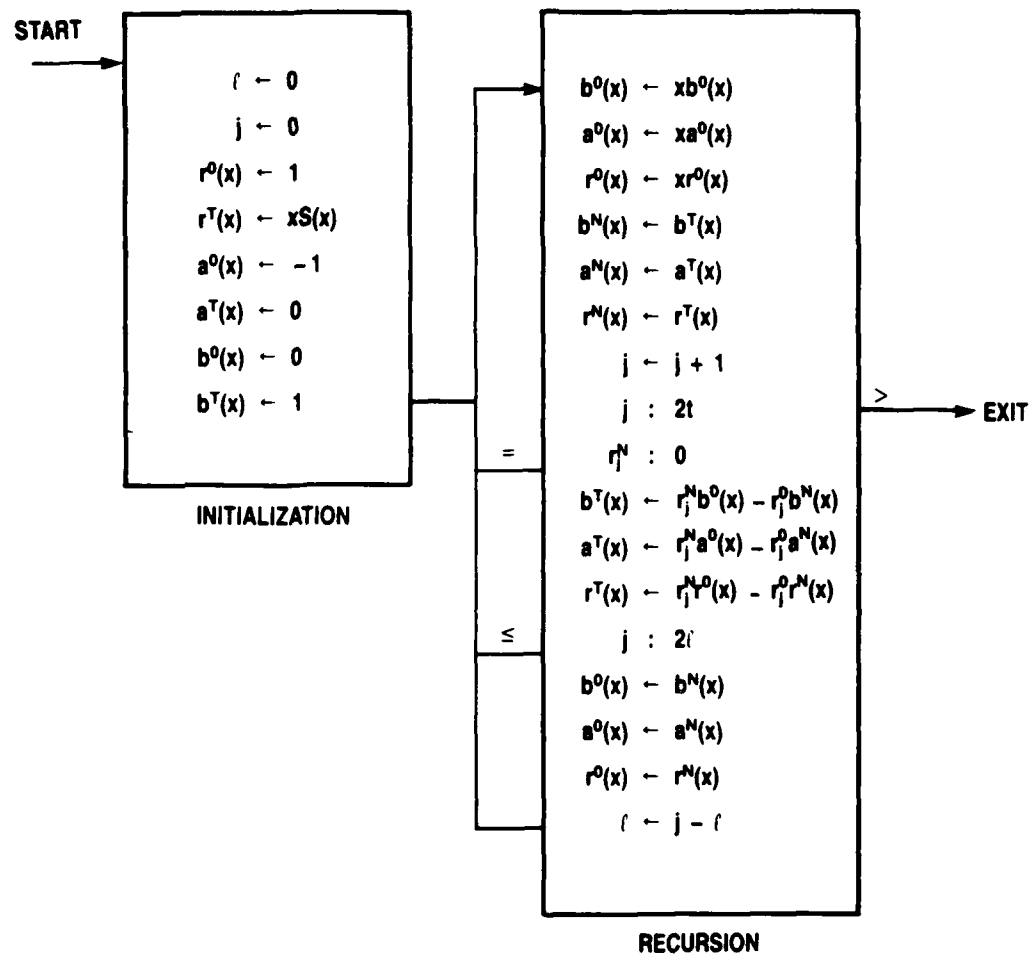 START
ℓ ← 0
j ← 0
r⁰(x) ← 1
rᵀ(x) ← xS(x)
a⁰(x) ← -1
aᵀ(x) ← 0
b⁰(x) ← 0
bᵀ(x) ← 1
INITIALIZATION
b⁰(x) ← xb⁰(x)
a⁰(x) ← xa⁰(x)
r⁰(x) ← xr⁰(x)
bᴺ(x) ← bᵀ(x)
aᴺ(x) ← aᵀ(x)
rᴺ(x) ← rᵀ(x)
j ← j + 1
j : 2t
>
EXIT
rⱼᴺ : 0
=
bᵀ(x) ← rⱼᴺb⁰(x) - rⱼ⁰bᴺ(x)
aᵀ(x) ← rⱼᴺa⁰(x) - rⱼ⁰aᴺ(x)
rᵀ(x) ← rⱼᴺr⁰(x) - rⱼ⁰rᴺ(x)
j : 2ℓ
≤
b⁰(x) ← bᴺ(x)
a⁰(x) ← aᴺ(x)
r⁰(x) ← rᴺ(x)
ℓ ← j - ℓ
RECURSION